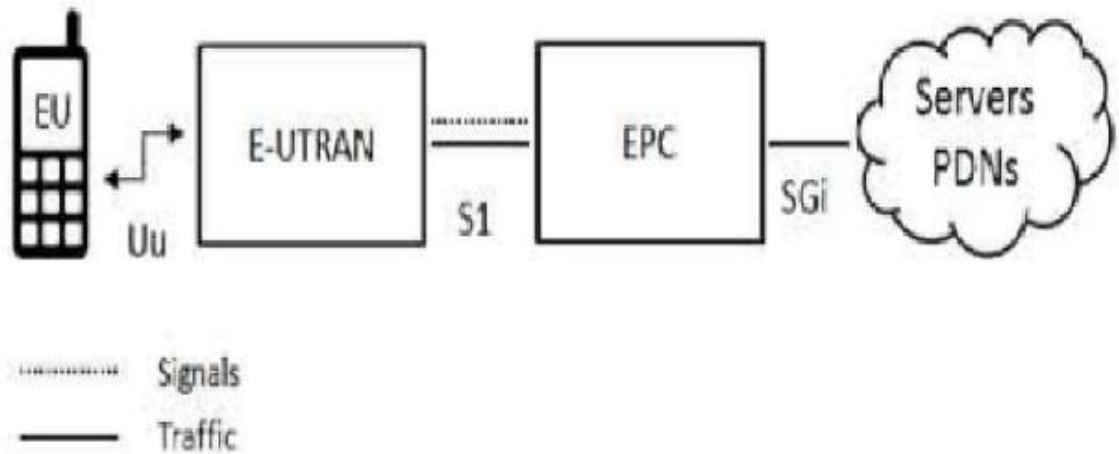 EU
E-UTRAN
EPC
Servers
PDNs
Uu
S1
SGi
Signals
Traffic